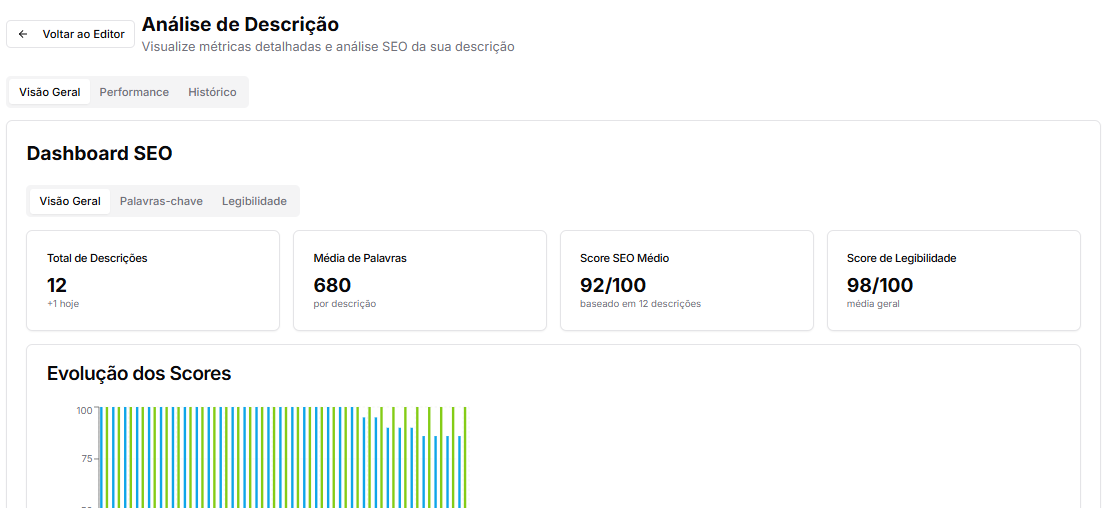 Voltar ao Editor
Análise de Descrição
Visualize métricas detalhadas e análise SEO da sua descrição
Visão Geral
Performance
Histórico
Dashboard SEO
Visão Geral
Palavras-chave
Legibilidade
Total de Descrições
12
+1 hoje
Média de Palavras
680
por descrição
Score SEO Médio
92/100
baseado em 12 descrições
Score de Legibilidade
98/100
média geral
Evolução dos Scores
100
75